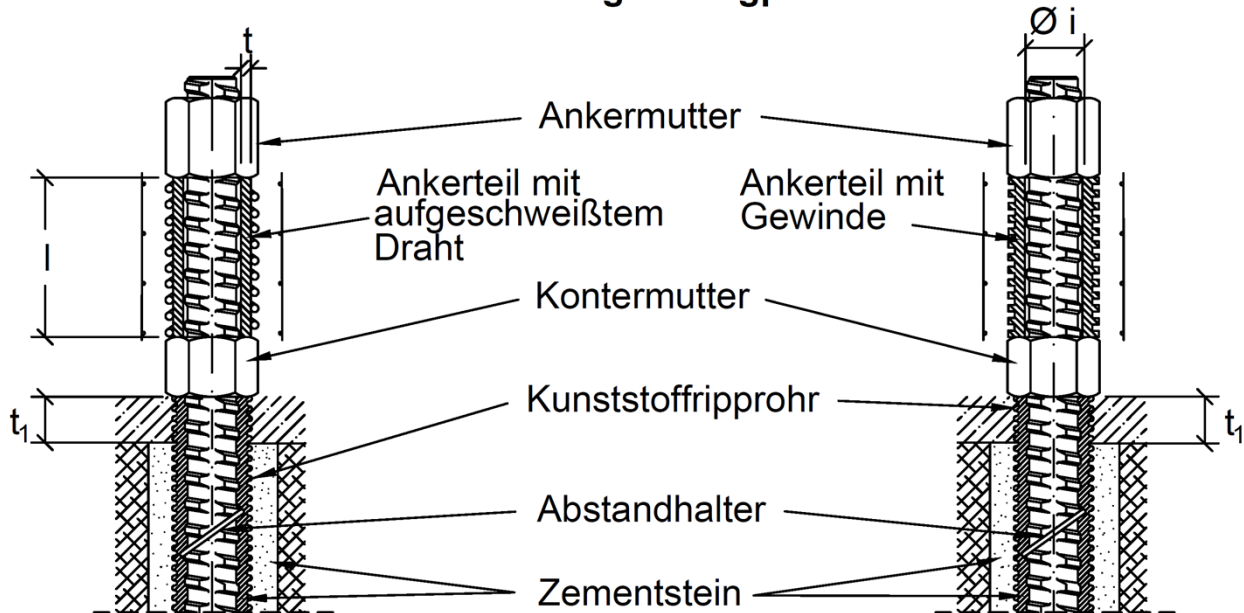 t
Ø i
Ankermutter
Ankerteil mit
aufgeschweißtem
Draht
Ankerteil mit
Gewinde
l
Kontermutter
Kunststoffripprohr
t₁
t₁
Abstandhalter
Zementstein